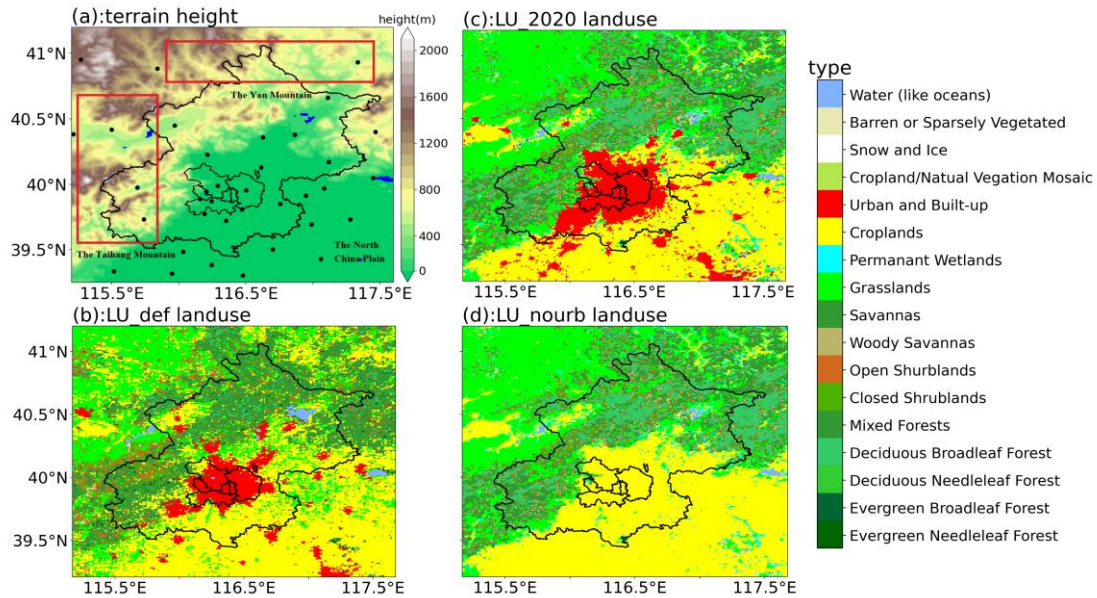 (a):terrain height
height(m)
2000
1600
1200
800
400
0
41°N
40.5°N
40°N
39.5°N
115.5°E
116.5°E
117.5°E
The Yan Mountain
The Taihang Mountain
The North
China Plain
(b):LU_def landuse
41°N
40.5°N
40°N
39.5°N
115.5°E
116.5°E
117.5°E
(c):LU_2020 landuse
115.5°E
116.5°E
117.5°E
(d):LU_nourb
115.5°E
116.5°E
117.5°E
type
Water (like oceans)
Barren or Sparsely Vegetated
Snow and Ice
Cropland/Natual Vegation Mosaic
Urban and Built-up
Croplands
Permanant Wetlands
Grasslands
Savannas
Woody Savannas
Open Shurblands
Closed Shrublands
Mixed Forests
Deciduous Broadleaf Forest
Deciduous Needleleaf Forest
Evergreen Broadleaf Forest
Evergreen Needleleaf Forest